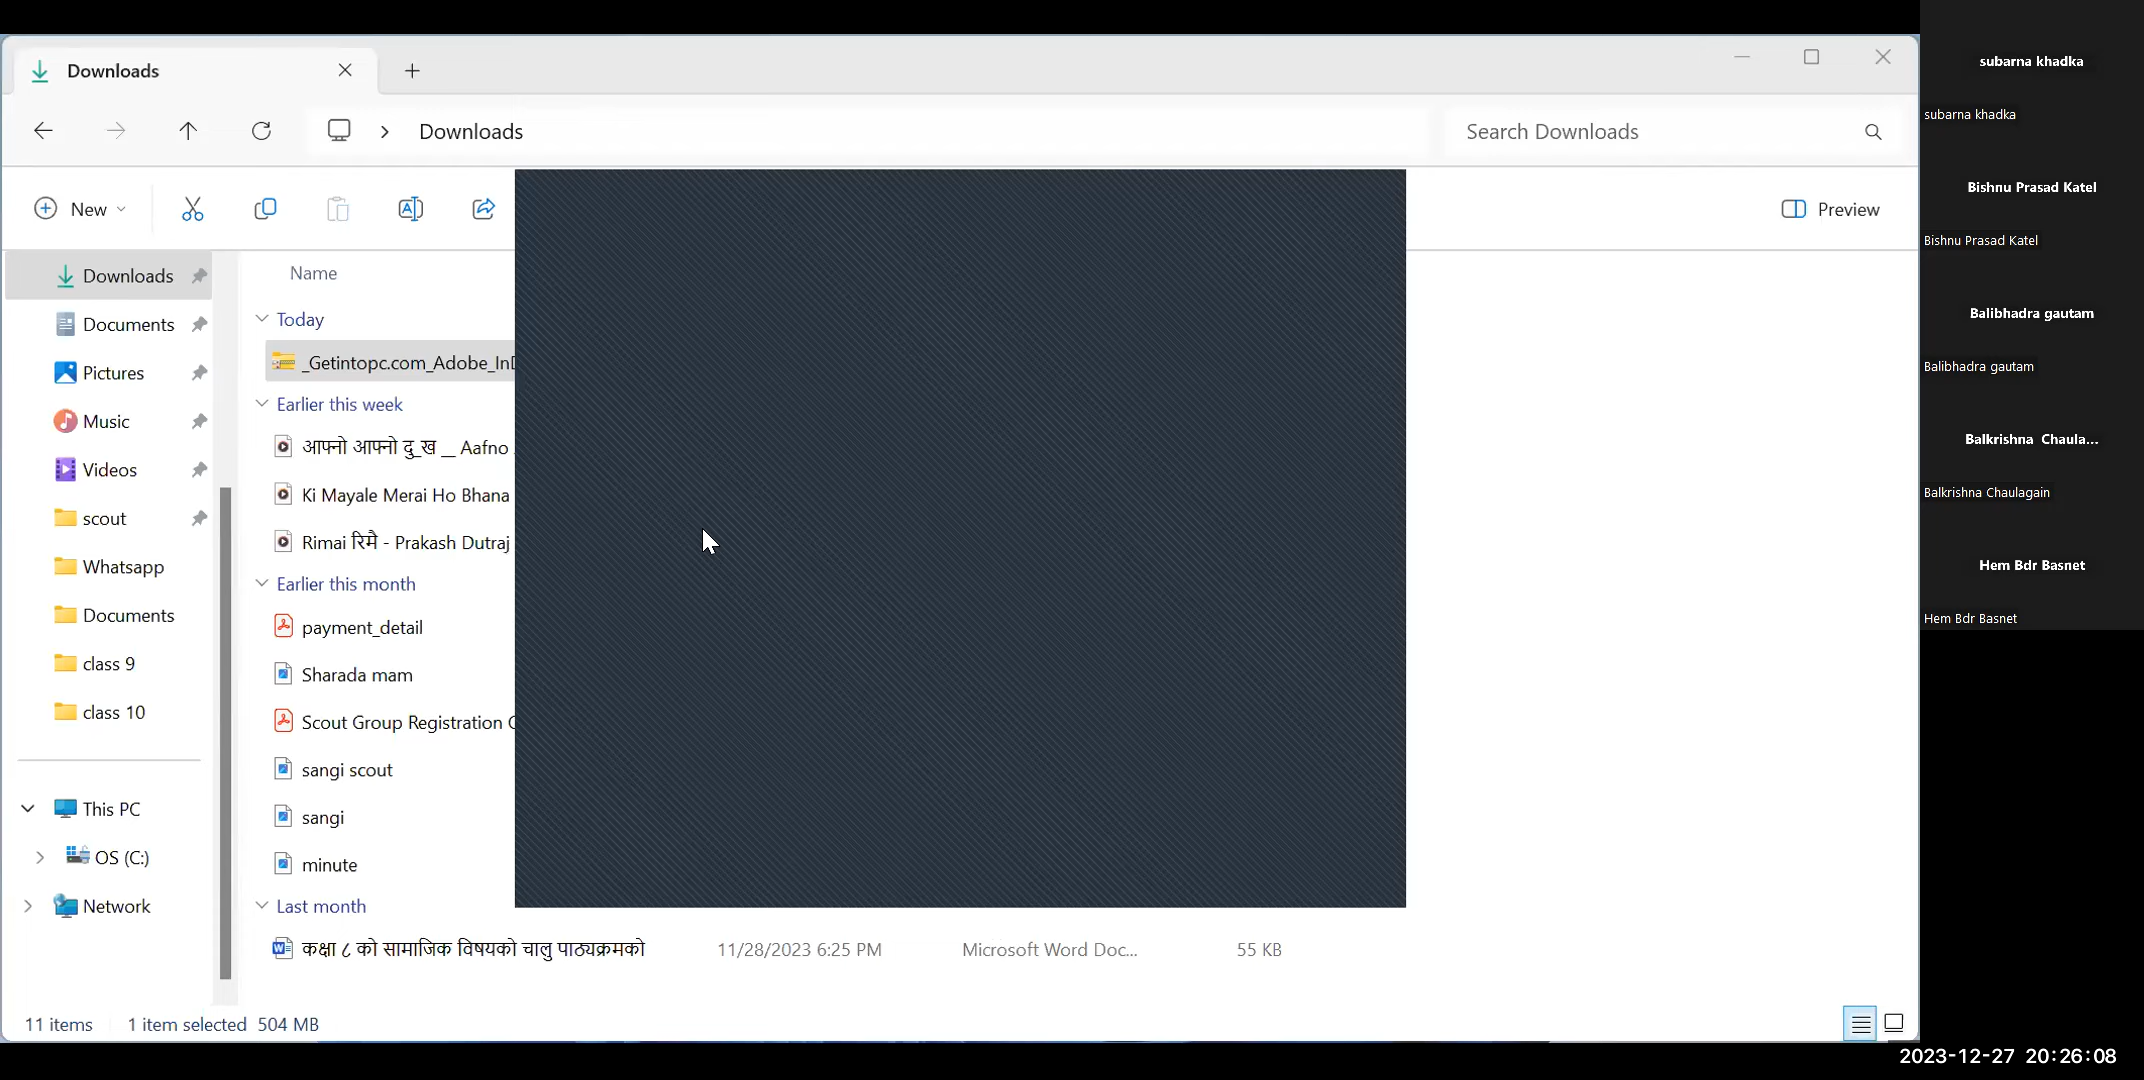 Downloads
Downloads
Search Downloads
New
Preview
Downloads
Documents
Pictures
Music
Videos
scout
Whatsapp
Documents
class 9
class 10
This PC
OS (C:)
Network
Name
Today
_Getintopc.com_Adobe_InD
Earlier this week
आफ्नो आफ्नो दु_ख __ Aafno
Ki Mayale Merai Ho Bhana
Rimai रिमै - Prakash Dutraj
Earlier this month
payment_detail
Sharada mam
Scout Group Registration
sangi scout
sangi
minute
Last month
कक्षा ८ को सामाजिक विषयको चालु पाठ्यक्रमको 11/28/2023 6:25 PM Microsoft Word Doc... 55 KB
11 items 1 item selected 504 MB
subarna khadka
subarna khadka
Bishnu Prasad Katel
Bishnu Prasad Katel
Balibhadra gautam
Balibhadra gautam
Balkrishna Chaula...
Balkrishna Chaulagain
Hem Bdr Basnet
Hem Bdr Basnet
2023-12-27 20:26:08